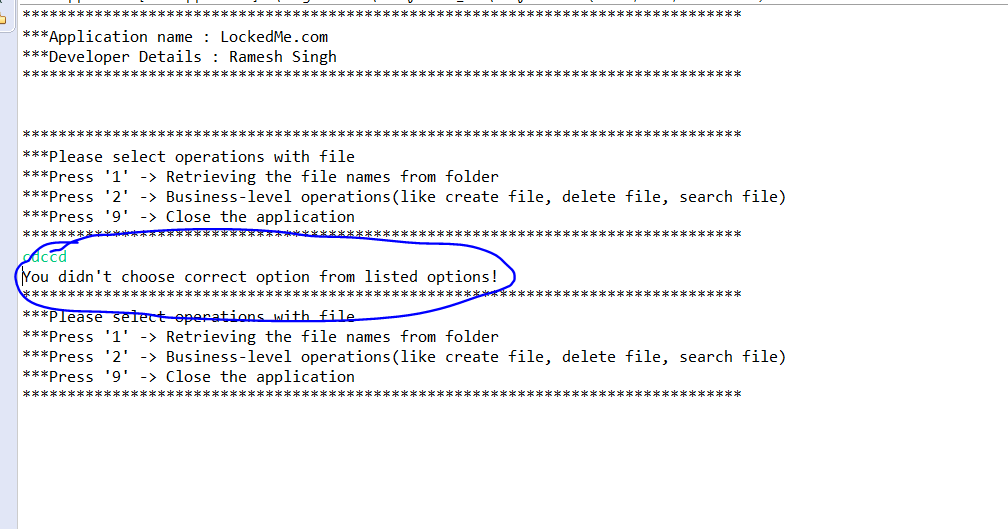 ********************************************************************************
***Application name : LockedMe.com
***Developer Details : Ramesh Singh
********************************************************************************
********************************************************************************
***Please select operations with file
***Press '1' -> Retrieving the file names from folder
***Press '2' -> Business-level operations(like create file, delete file, search file)
***Press '9' -> Close the application
********************************************************************************
cdccd
You didn't choose correct option from listed options!
********************************************************************************
***Please select operations with file
***Press '1' -> Retrieving the file names from folder
***Press '2' -> Business-level operations(like create file, delete file, search file)
***Press '9' -> Close the application
********************************************************************************